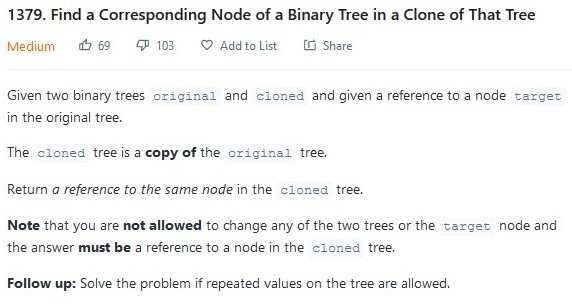 1379. Find a Corresponding Node of a Binary Tree in a Clone of That Tree
Medium 69 103 Add to List Share
Given two binary trees original and cloned and given a reference to a node target
in the original tree.
The cloned tree is a copy of the original tree.
Return a reference to the same node in the cloned tree.
Note that you are not allowed to change any of the two trees or the target node and
the answer must be a reference to a node in the cloned tree.
Follow up: Solve the problem if repeated values on the tree are allowed.